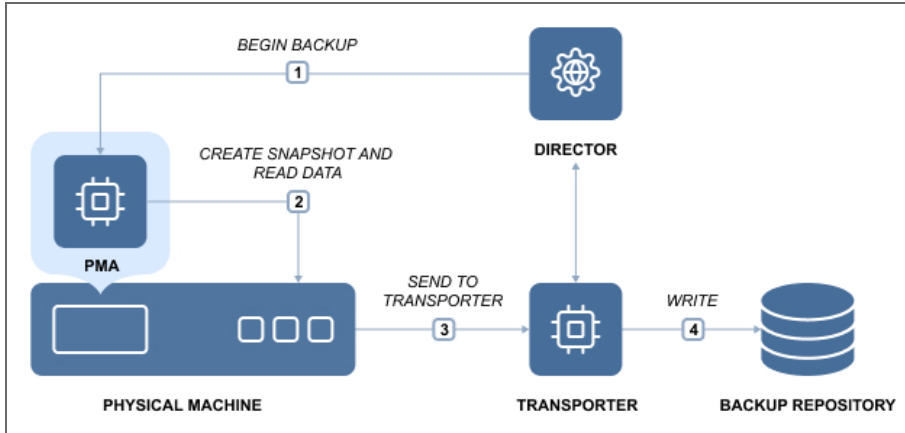 BEGIN BACKUP
1
DIRECTOR
CREATE SNAPSHOT AND
READ DATA
2
PMA
SEND TO
TRANSPORTER
3
WRITE
4
PHYSICAL MACHINE
TRANSPORTER
BACKUP REPOSITORY